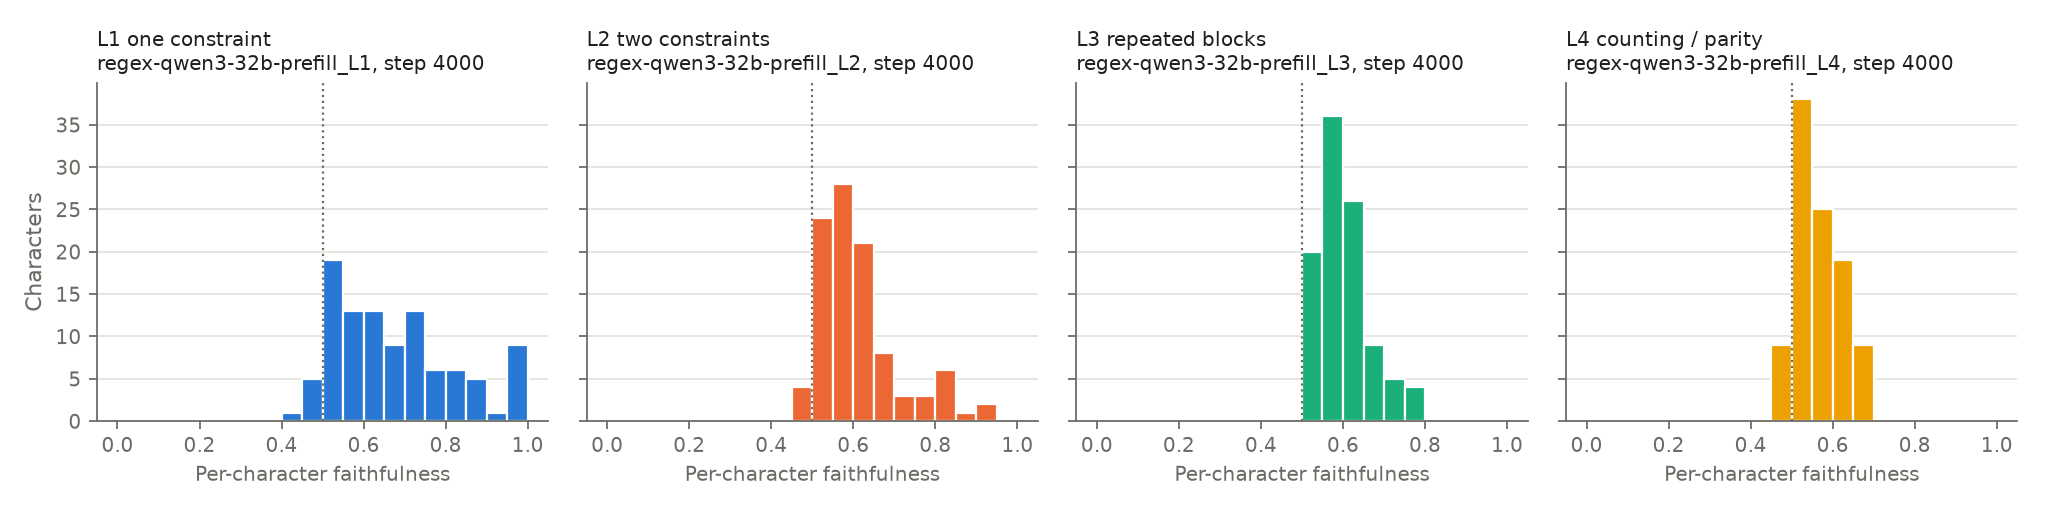 L1 one constraint
regex-qwen3-32b-prefill_L1, step 4000
L2 two constraints
regex-qwen3-32b-prefill_L2, step 4000
L3 repeated blocks
regex-qwen3-32b-prefill_L3, step 4000
L4 counting / parity
regex-qwen3-32b-prefill_L4, step 4000
Characters
35
30
25
20
15
10
5
0
0.0 0.2 0.4 0.6 0.8 1.0
0.0 0.2 0.4 0.6 0.8 1.0
0.0 0.2 0.4 0.6 0.8 1.0
0.0 0.2 0.4 0.6 0.8 1.0
Per-character faithfulness
Per-character faithfulness
Per-character faithfulness
Per-character faithfulness